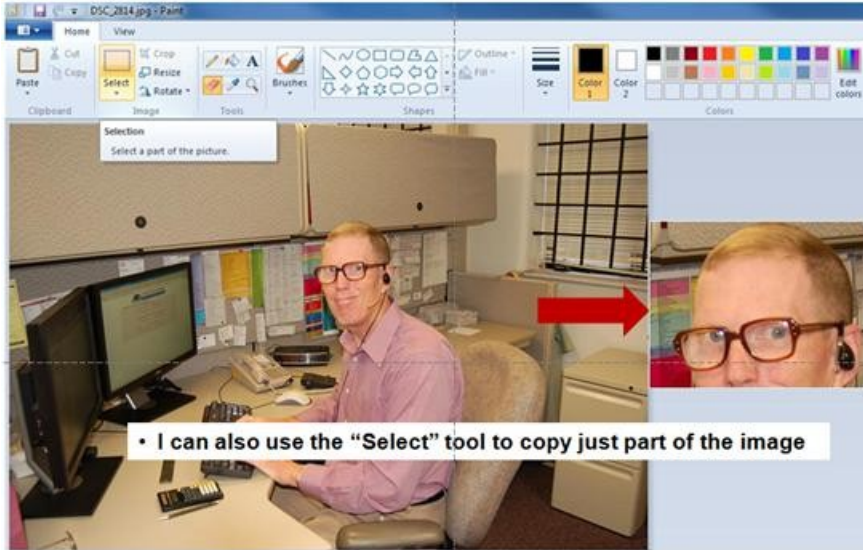 DSC_2814.jpg - Paint
Home View
Paste
Cut
Copy
Clipboard
Select
Crop
Resize
Rotate
Image
A
Tools
Brushes
Shapes
Outline
Fill
Size
Color 1
Color 2
Colors
Edit colors
Selection
Select a part of the picture.
• I can also use the “Select” tool to copy just part of the image